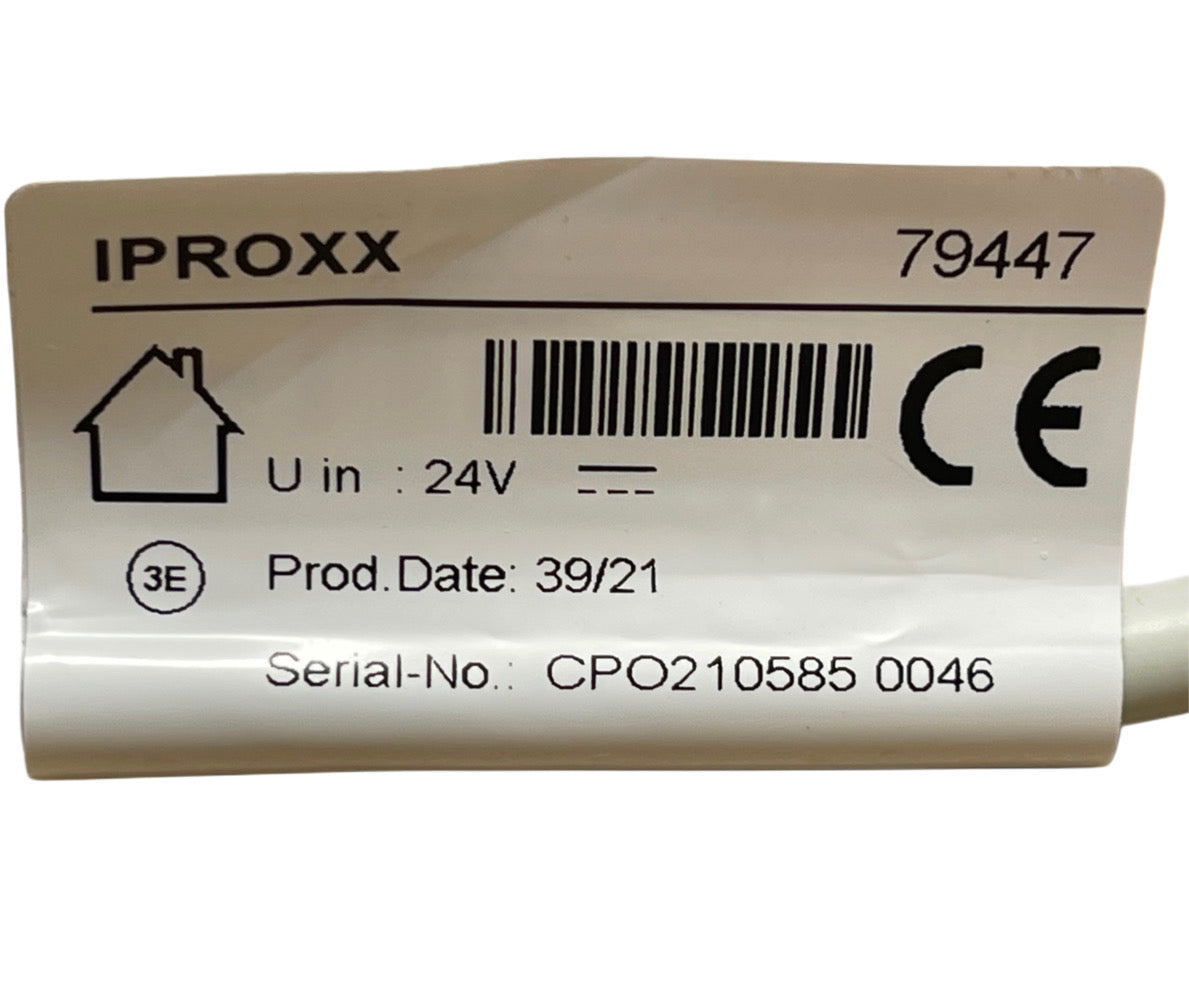 IPROXX 79447
CE
U in : 24V
3E Prod.Date: 39/21
Serial-No.: CPO210585 0046